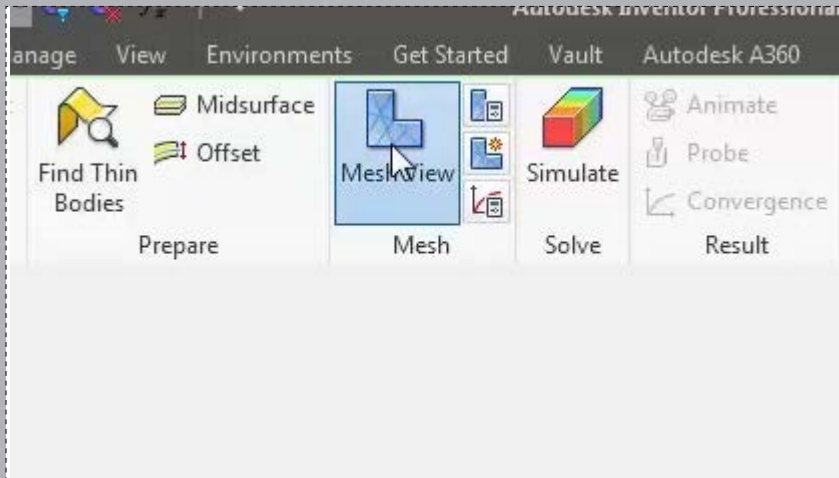 Autodesk Inventor Professional
anage View Environments Get Started Vault Autodesk A360
Find Thin Bodies
Midsurface
Offset
Mesh View
Simulate
Animate
Probe
Convergence
Prepare Mesh Solve Result